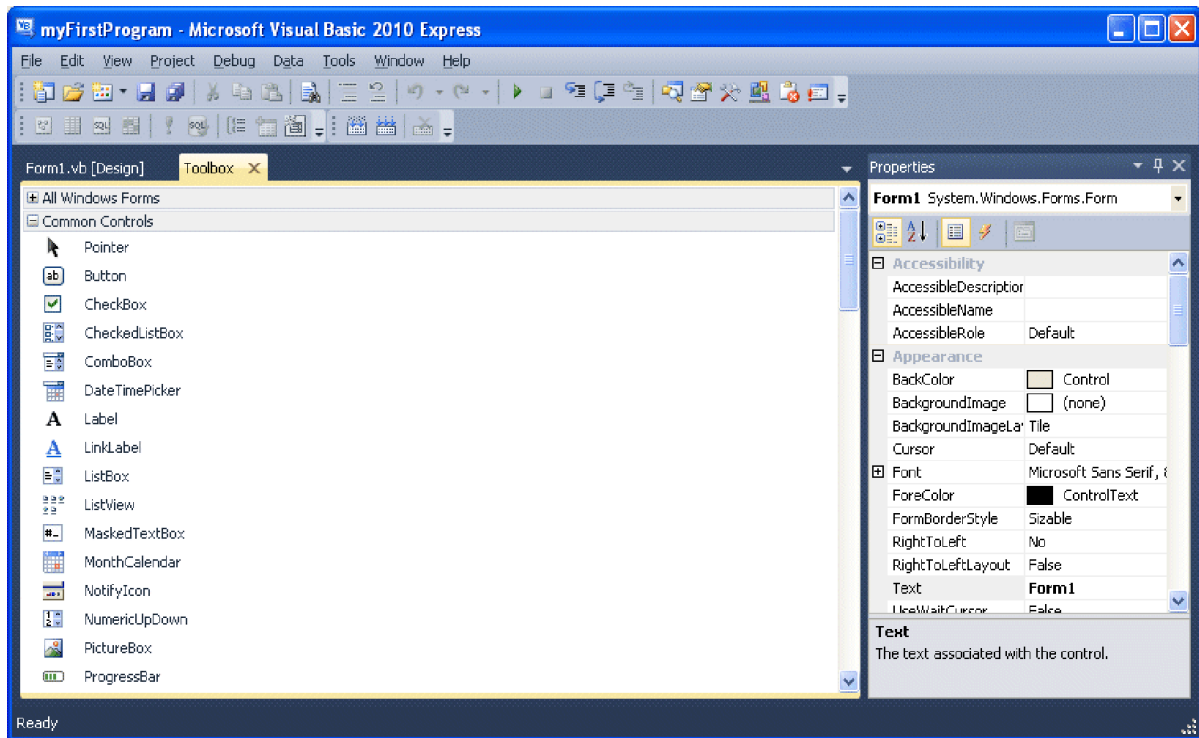 myFirstProgram - Microsoft Visual Basic 2010 Express
File Edit View Project Debug Data Tools Window Help
Form1.vb [Design] Toolbox
All Windows Forms
Common Controls
Pointer
Button
CheckBox
CheckedListBox
ComboBox
DateTimePicker
Label
LinkLabel
ListBox
ListView
MaskedTextBox
MonthCalendar
NotifyIcon
NumericUpDown
PictureBox
ProgressBar
Properties
Form1 System.Windows.Forms.Form
Accessibility
AccessibleDescription
AccessibleName
AccessibleRole Default
Appearance
BackColor Control
BackgroundImage (none)
BackgroundImageLa Tile
Cursor Default
Font Microsoft Sans Serif, 8
ForeColor ControlText
FormBorderStyle Sizable
RightToLeft No
RightToLeftLayout False
Text Form1
UseWaitCursor False
Text
The text associated with the control.
Ready